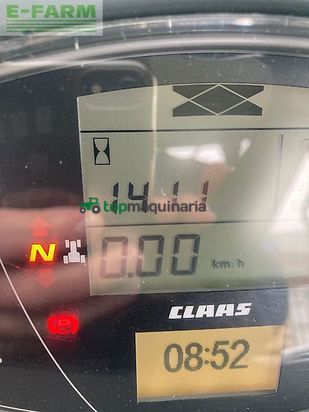 E-FARM
1411
topmaquinaria
N
0.00 km/h
P
CLAAS
08:52